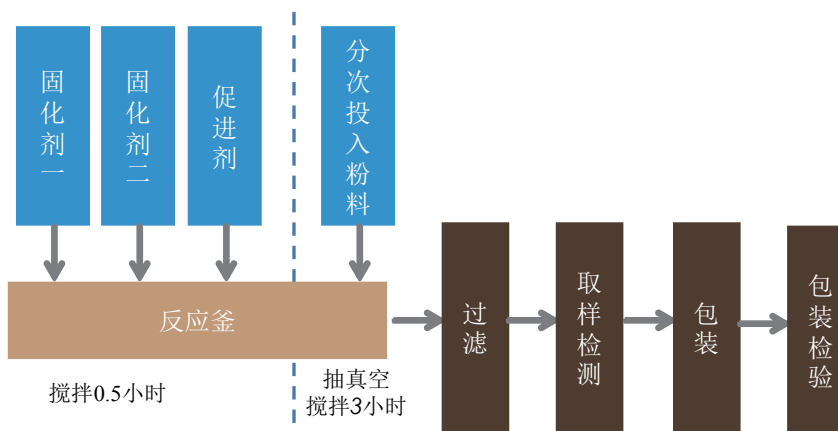 固化剂一
固化剂二
促进剂
分次投入粉料
反应釜
搅拌0.5小时
抽真空
搅拌3小时
过滤
取样检测
包装
包装检验